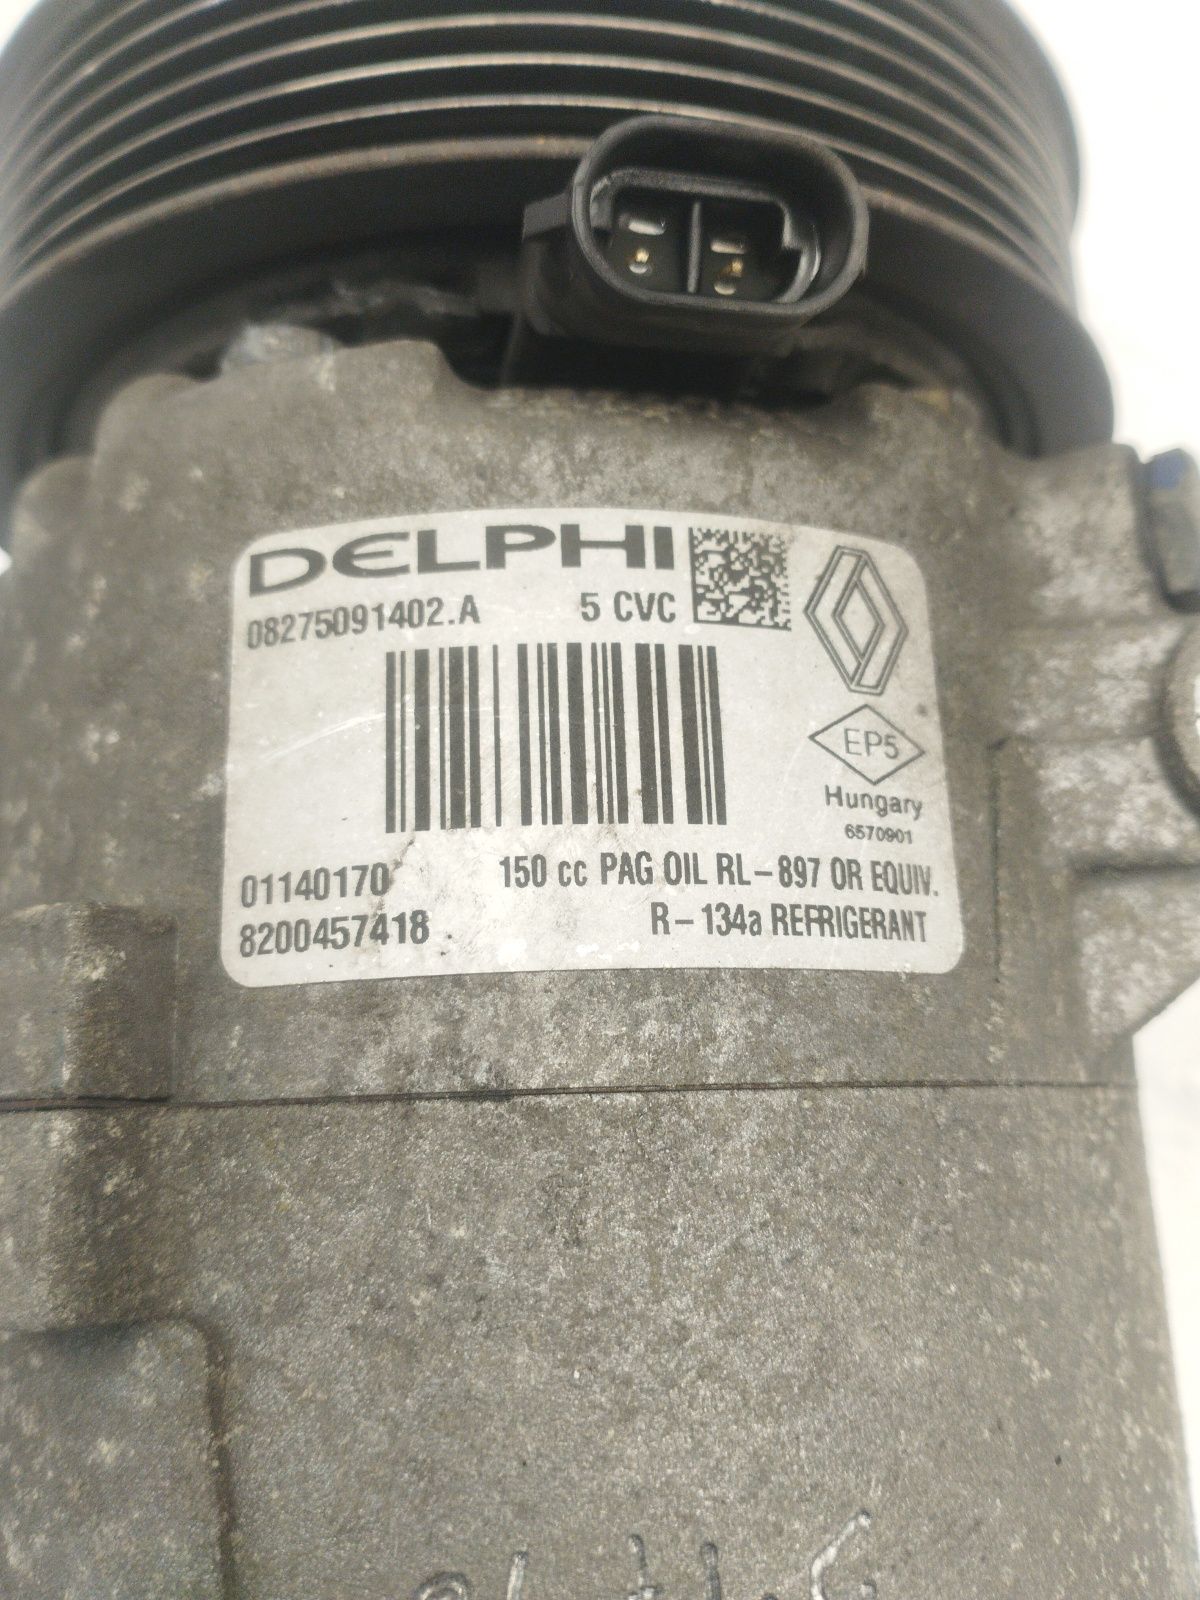 DELPHI
08275091402.A 5 CVC
EP5
Hungary
6570901
01140170 150 cc PAG OIL RL-897 OR EQUIV.
8200457418 R-134a REFRIGERANT